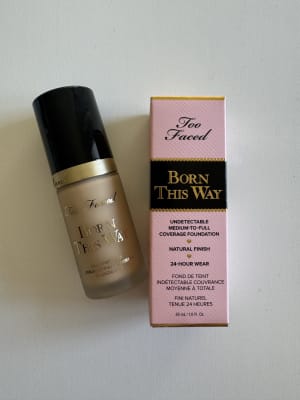 Too Faced
BORN
THIS WAY
Too
Faced
BORN
THIS WAY
UNDETECTABLE
MEDIUM-TO-FULL
COVERAGE FOUNDATION
NATURAL FINISH
24-HOUR WEAR
FOND DE TEINT
INDÉTECTABLE COUVRANCE
MOYENNE À TOTALE
FINI NATUREL
TENUE 24 HEURES